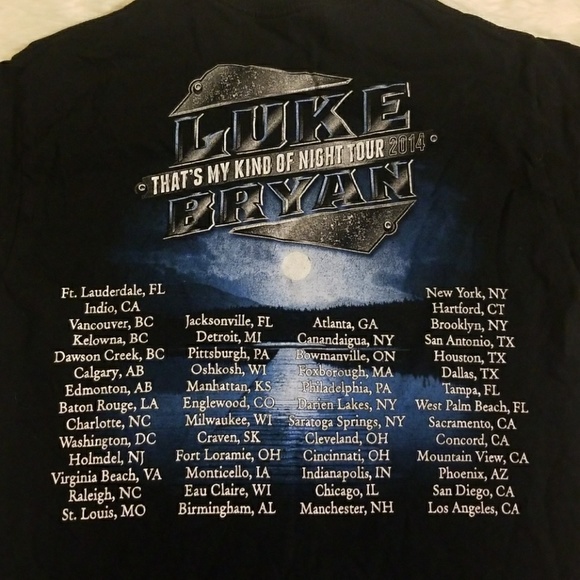 LUKE
THAT'S MY KIND OF NIGHT TOUR 2014
BRYAN
Ft. Lauderdale, FL
Indio, CA
Vancouver, BC
Kelowna, BC
Dawson Creek, BC
Calgary, AB
Edmonton, AB
Baton Rouge, LA
Charlotte, NC
Washington, DC
Holmdel, NJ
Virginia Beach, VA
Raleigh, NC
St. Louis, MO
Jacksonville, FL
Detroit, MI
Pittsburgh, PA
Oshkosh, WI
Manhattan, KS
Englewood, CO
Milwaukee, WI
Craven, SK
Fort Loramie, OH
Monticello, IA
Eau Claire, WI
Birmingham, AL
Atlanta, GA
Canandaigua, NY
Bowmanville, ON
Foxborough, MA
Philadelphia, PA
Darien Lakes, NY
Saratoga Springs, NY
Cleveland, OH
Cincinnati, OH
Indianapolis, IN
Chicago, IL
Manchester, NH
New York, NY
Hartford, CT
Brooklyn, NY
San Antonio, TX
Houston, TX
Dallas, TX
Tampa, FL
West Palm Beach, FL
Sacramento, CA
Concord, CA
Mountain View, CA
Phoenix, AZ
San Diego, CA
Los Angeles, CA